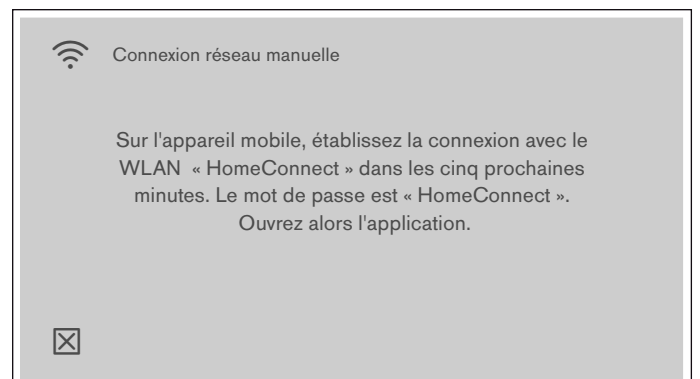 Connexion réseau manuelle
Sur l'appareil mobile, établissez la connexion avec le
WLAN « HomeConnect » dans les cinq prochaines
minutes. Le mot de passe est « HomeConnect ».
Ouvrez alors l'application.